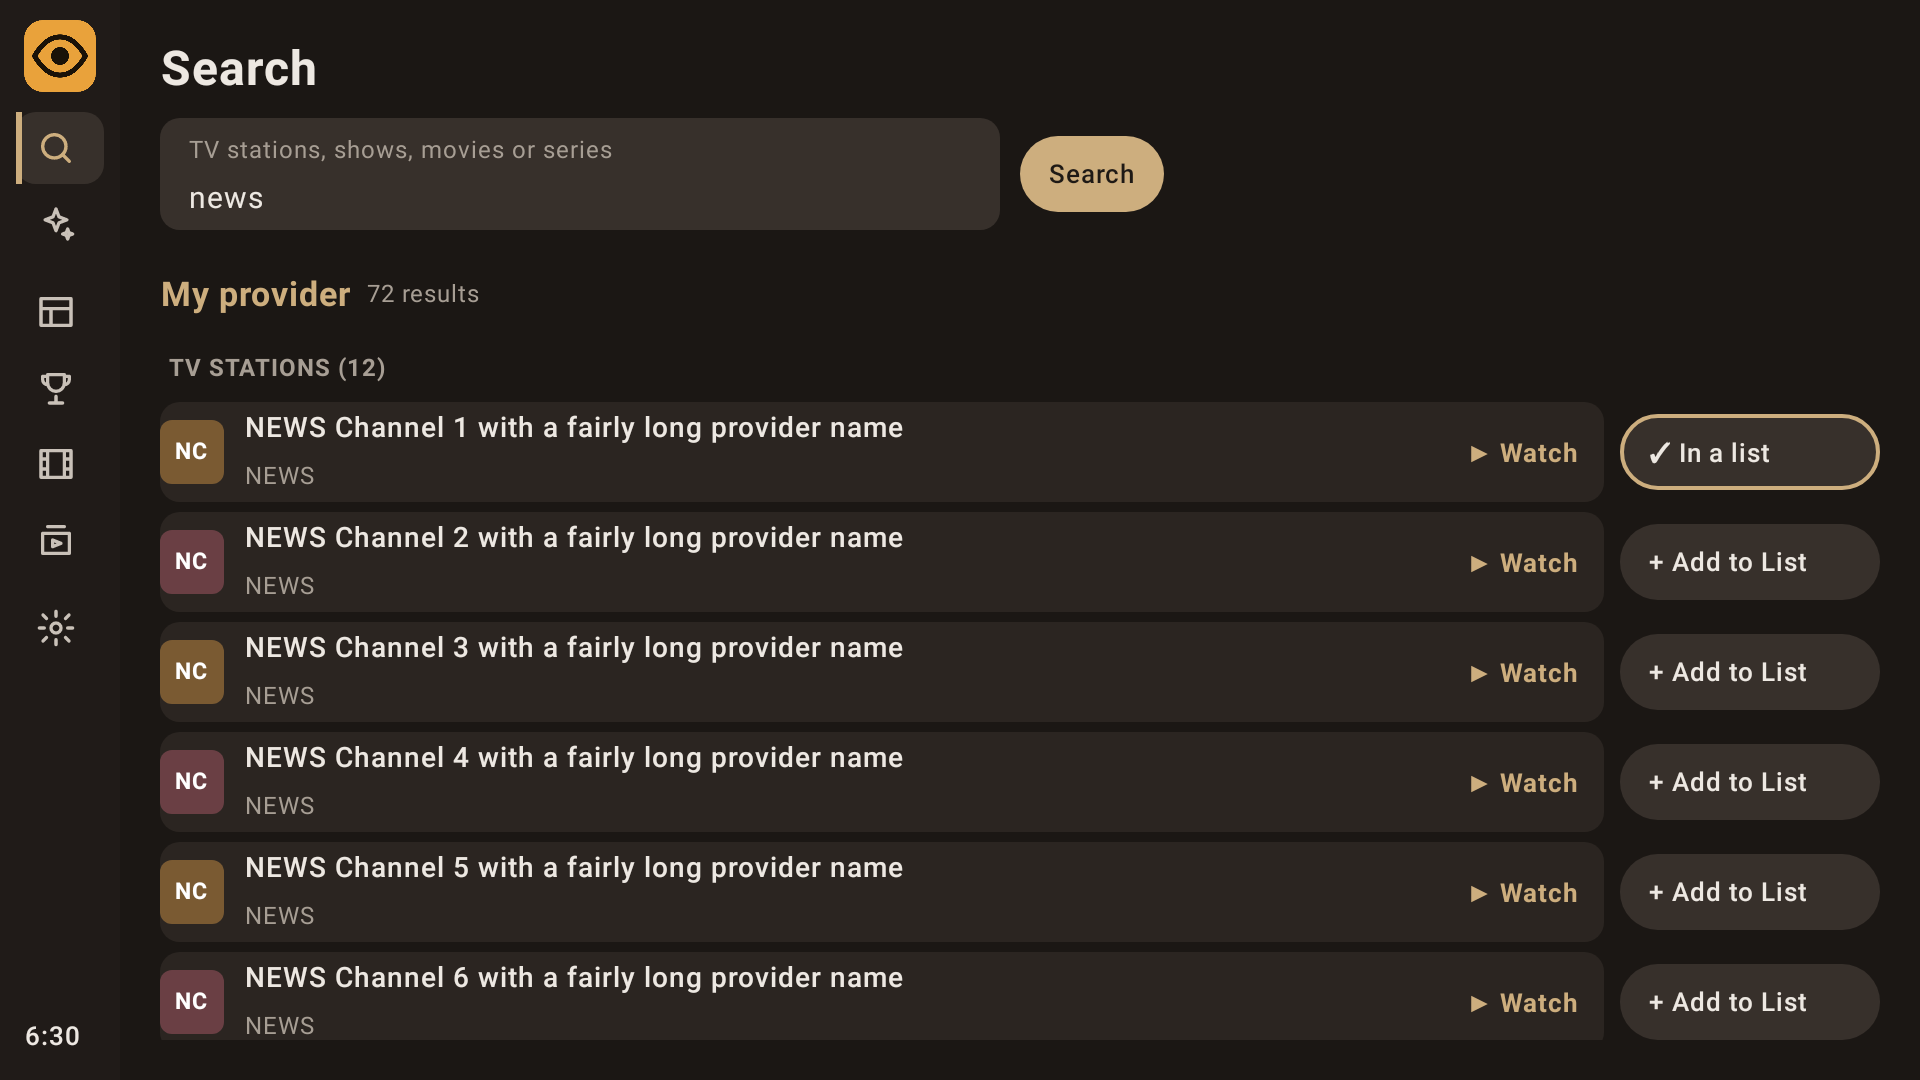 Search
TV stations, shows, movies or series
news
Search
My provider 72 results
TV STATIONS (12)
NC
NEWS Channel 1 with a fairly long provider name
NEWS
▶ Watch
✓ In a list
NC
NEWS Channel 2 with a fairly long provider name
NEWS
▶ Watch
+ Add to List
NC
NEWS Channel 3 with a fairly long provider name
NEWS
▶ Watch
+ Add to List
NC
NEWS Channel 4 with a fairly long provider name
NEWS
▶ Watch
+ Add to List
NC
NEWS Channel 5 with a fairly long provider name
NEWS
▶ Watch
+ Add to List
NC
NEWS Channel 6 with a fairly long provider name
NEWS
▶ Watch
+ Add to List
6:30